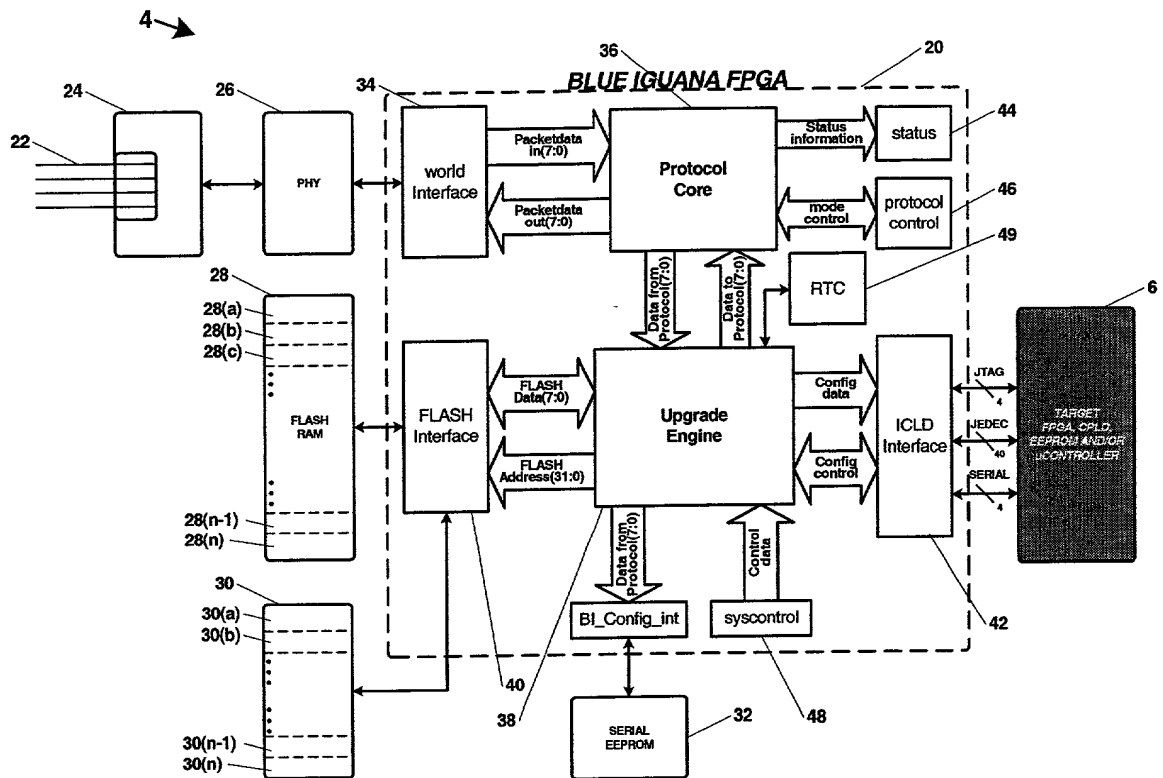 4
BLUE IGUANA FPGA
20
36
34
24
26
22
44
46
49
world
Interface
Packetdata
in(7:0)
Packetdata
out(7:0)
Protocol
Core
Status
information
status
mode
control
protocol
control
PHY
Data from
Protocol(7:0)
Data to
Protocol(7:0)
RTC
28
28(a)
28(b)
28(c)
FLASH
RAM
28(n-1)
28(n)
FLASH
Interface
FLASH
Data(7:0)
FLASH
Address(31:0)
Upgrade
Engine
Config
data
Config
control
ICLD
Interface
JTAG
4
JEDEC
40
SERIAL
4
6
TARGET
FPGA, CPLD,
EEPROM AND/OR
uCONTROLLER
Data from
Protocol(7:0)
Control
data
BI_Config_int
syscontrol
42
30
30(a)
30(b)
30(n-1)
30(n)
40
38
SERIAL
EEPROM
32
48